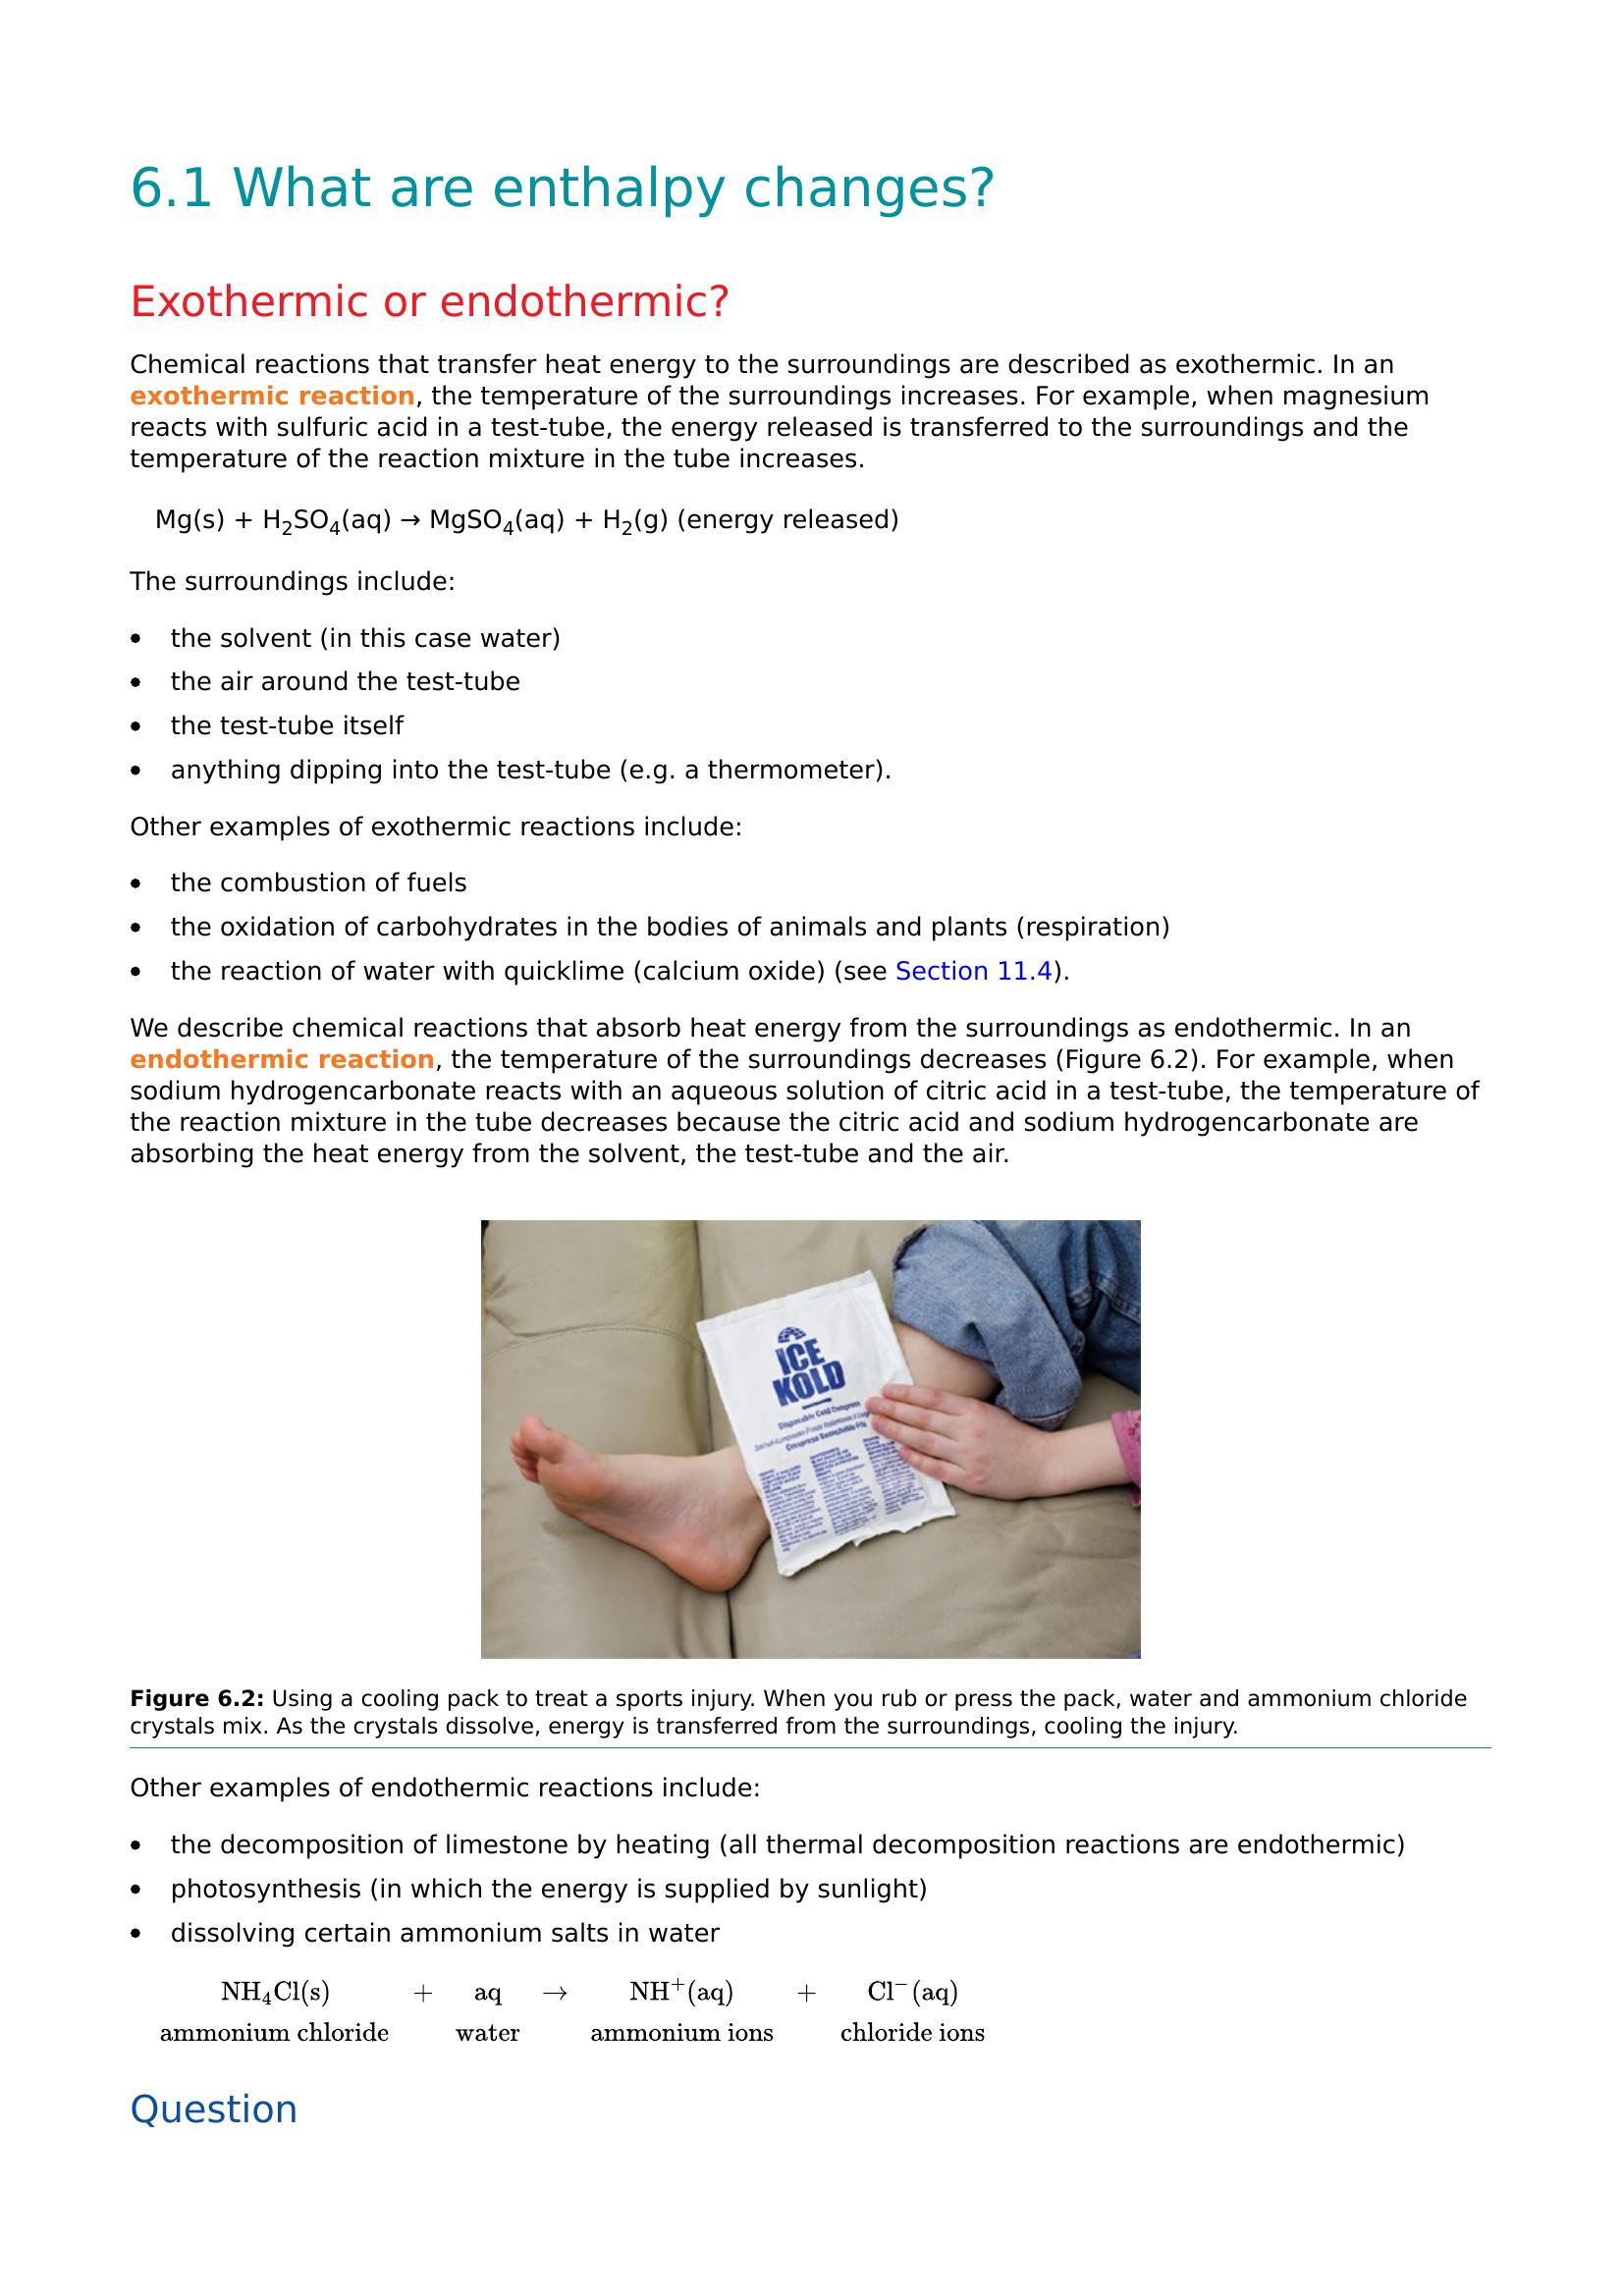 6.1 What are enthalpy changes?
Exothermic or endothermic?
Chemical reactions that transfer heat energy to the surroundings are described as exothermic. In an
exothermic reaction, the temperature of the surroundings increases. For example, when magnesium
reacts with sulfuric acid in a test-tube, the energy released is transferred to the surroundings and the
temperature of the reaction mixture in the tube increases.
Mg(s) + H₂SO₄(aq) → MgSO₄(aq) + H₂(g) (energy released)
The surroundings include:
• the solvent (in this case water)
• the air around the test-tube
• the test-tube itself
• anything dipping into the test-tube (e.g. a thermometer).
Other examples of exothermic reactions include:
• the combustion of fuels
• the oxidation of carbohydrates in the bodies of animals and plants (respiration)
• the reaction of water with quicklime (calcium oxide) (see Section 11.4).
We describe chemical reactions that absorb heat energy from the surroundings as endothermic. In an
endothermic reaction, the temperature of the surroundings decreases (Figure 6.2). For example, when
sodium hydrogencarbonate reacts with an aqueous solution of citric acid in a test-tube, the temperature of
the reaction mixture in the tube decreases because the citric acid and sodium hydrogencarbonate are
absorbing the heat energy from the solvent, the test-tube and the air.
ICE
KOLD
Disposable Cold Compress
Figure 6.2: Using a cooling pack to treat a sports injury. When you rub or press the pack, water and ammonium chloride
crystals mix. As the crystals dissolve, energy is transferred from the surroundings, cooling the injury.
Other examples of endothermic reactions include:
• the decomposition of limestone by heating (all thermal decomposition reactions are endothermic)
• photosynthesis (in which the energy is supplied by sunlight)
• dissolving certain ammonium salts in water
NH₄Cl(s) + aq → NH⁺(aq) + Cl⁻(aq)
ammonium chloride water ammonium ions chloride ions
Question